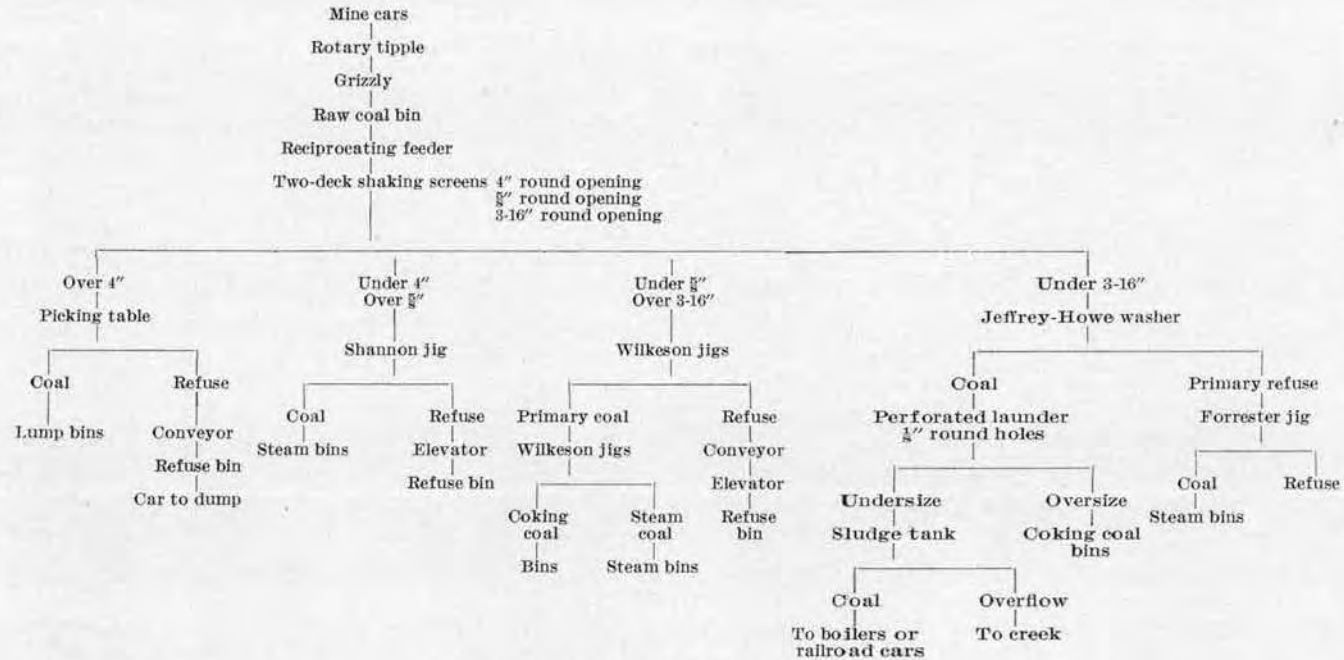 Mine cars
Rotary tipple
Grizzly
Raw coal bin
Reciprocating feeder
Two-deck shaking screens 4″ round opening
⅝″ round opening
3-16″ round opening
Over 4″
Picking table
Coal
Lump bins
Refuse
Conveyor
Refuse bin
Car to dump
Under 4″
Over ⅝″
Shannon jig
Coal
Steam bins
Refuse
Elevator
Refuse bin
Under ⅝″
Over 3-16″
Wilkeson jigs
Primary coal
Wilkeson jigs
Coking
coal
Bins
Steam
coal
Steam bins
Refuse
Conveyor
Elevator
Refuse
bin
Under 3-16″
Jeffrey-Howe washer
Coal
Perforated launder
round holes
Undersize
Sludge tank
Coal
To boilers or
railroad cars
Overflow
To creek
Oversize
Coking coal
bins
Primary refuse
Forrester jig
Coal
Steam bins
Refuse